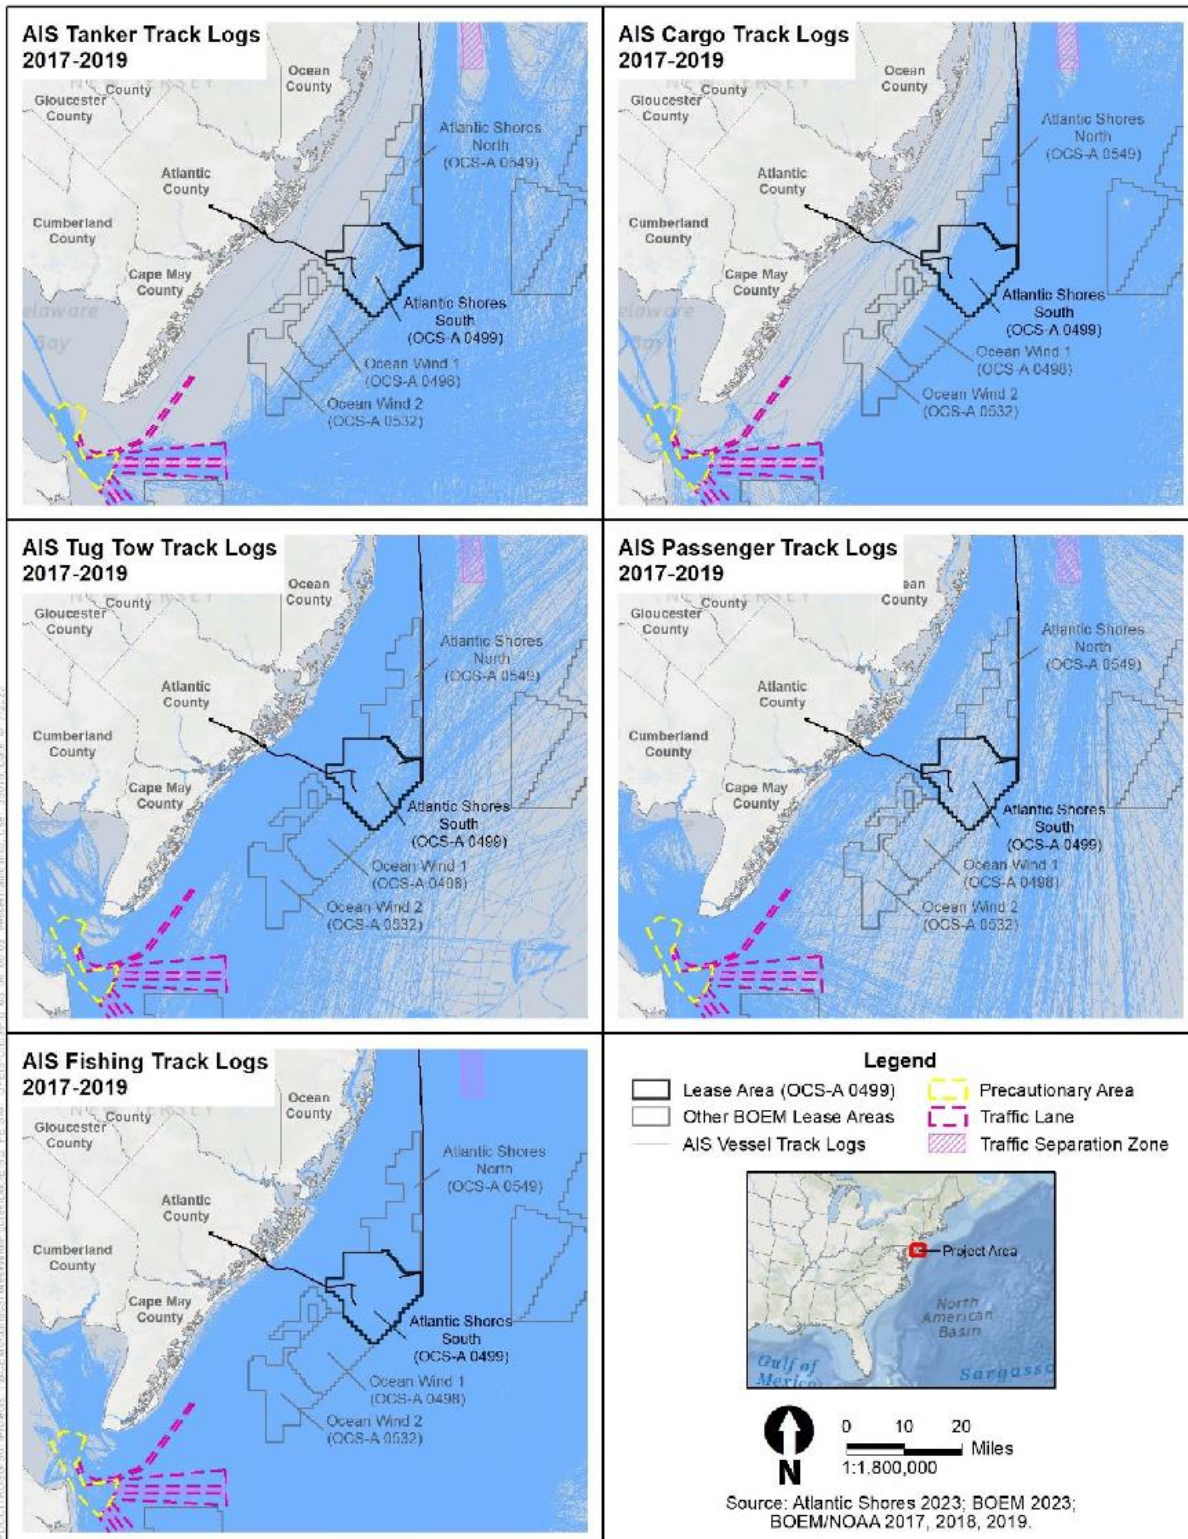 AIS Tanker Track Logs
2017-2019
Ocean
County
County
Gloucester
County
Atlantic Shores
North
(OCS-A 0549)
Atlantic
County
Cumberland
County
Cape May
County
Atlantic Shores
South
(OCS-A 0499)
Bay
Ocean Wind 1
(OCS-A 0498)
Ocean Wind 2
(OCS-A 0532)
AIS Cargo Track Logs
2017-2019
Ocean
County
County
Gloucester
County
Atlantic Shores
North
(OCS-A 0549)
Atlantic
County
Cumberland
County
Cape May
County
Atlantic Shores
South
(OCS-A 0499)
Bay
Ocean Wind 1
(OCS-A 0498)
Ocean Wind 2
(OCS-A 0532)
AIS Tug Tow Track Logs
2017-2019
Ocean
County
County
Gloucester
County
Atlantic Shores
North
(OCS-A 0549)
Atlantic
County
Cumberland
County
Cape May
County
Atlantic Shores
South
(OCS-A 0499)
Ocean Wind 1
(OCS-A 0498)
Ocean Wind 2
(OCS-A 0532)
AIS Passenger Track Logs
2017-2019
ean
County
County
Gloucester
County
Atlantic Shores
North
(OCS-A 0549)
Atlantic
County
Cumberland
County
Cape May
County
Atlantic Shores
South
(OCS-A 0499)
Ocean Wind 1
(OCS-A 0498)
Ocean Wind 2
(OCS-A 0532)
AIS Fishing Track Logs
2017-2019
Ocean
County
County
Gloucester
County
Atlantic Shores
North
(OCS-A 0549)
Atlantic
County
Cumberland
County
Cape May
County
Atlantic Shores
South
(OCS-A 0499)
Ocean Wind 1
(OCS-A 0498)
Ocean Wind 2
(OCS-A 0532)
Legend
Lease Area (OCS-A 0499)
Precautionary Area
Other BOEM Lease Areas
Traffic Lane
AIS Vessel Track Logs
Traffic Separation Zone
Project Area
North
American
Basin
Gulf of
Mexico
Sargasso
N
0 10 20
Miles
1:1.800,000
Source: Atlantic Shores 2023; BOEM 2023;
BOEM/NOAA 2017, 2018, 2019.